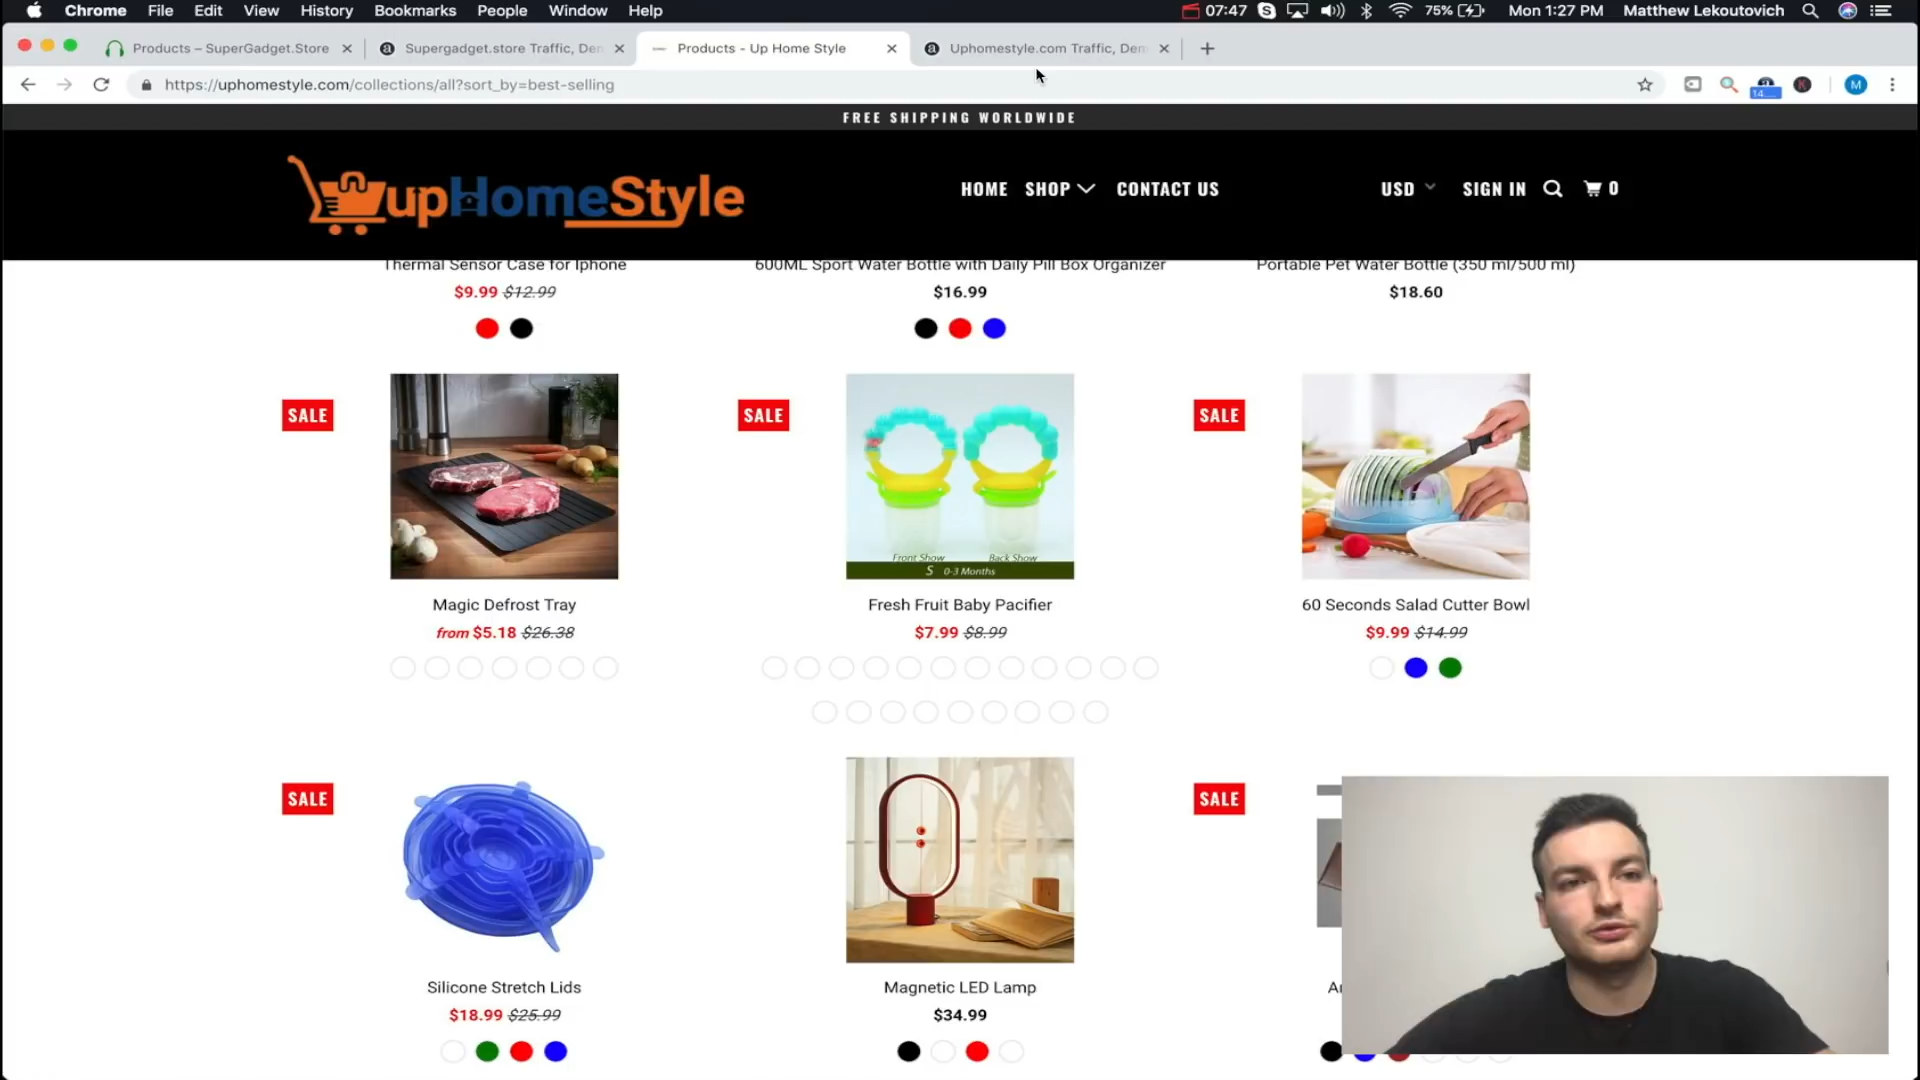 Chrome File Edit View History Bookmarks People Window Help 07:47 75% Mon 1:27 PM Matthew Lekoutovich
Products – SuperGadget.Store Supergadget.store Traffic, Den Products - Up Home Style Uphomestyle.com Traffic, Dem
https://uphomestyle.com/collections/all?sort_by=best-selling 14... K M
FREE SHIPPING WORLDWIDE
upHomeStyle HOME SHOP CONTACT US USD SIGN IN 0
Thermal Sensor Case for Iphone 600ML Sport Water Bottle with Daily Pill Box Organizer Portable Pet Water Bottle (350 ml/500 ml)
$9.99 $12.99 $16.99 $18.60
SALE SALE SALE
Front Show Back Show
S 0-3 Months
Magic Defrost Tray Fresh Fruit Baby Pacifier 60 Seconds Salad Cutter Bowl
from $5.18 $26.38 $7.99 $8.99 $9.99 $14.99
SALE SALE
Silicone Stretch Lids Magnetic LED Lamp
$18.99 $25.99 $34.99